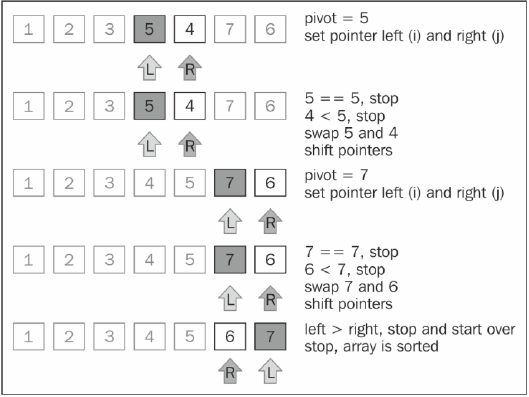 1 2 3 5 4 7 6 pivot = 5
set pointer left (i) and right (j)
L R
1 2 3 5 4 7 6 5 == 5, stop
4 < 5, stop
swap 5 and 4
L R shift pointers
1 2 3 4 5 7 6 pivot = 7
set pointer left (i) and right (j)
L R
1 2 3 4 5 7 6 7 == 7, stop
6 < 7, stop
swap 7 and 6
L R shift pointers
1 2 3 4 5 6 7 left > right, stop and start over
stop, array is sorted
R L